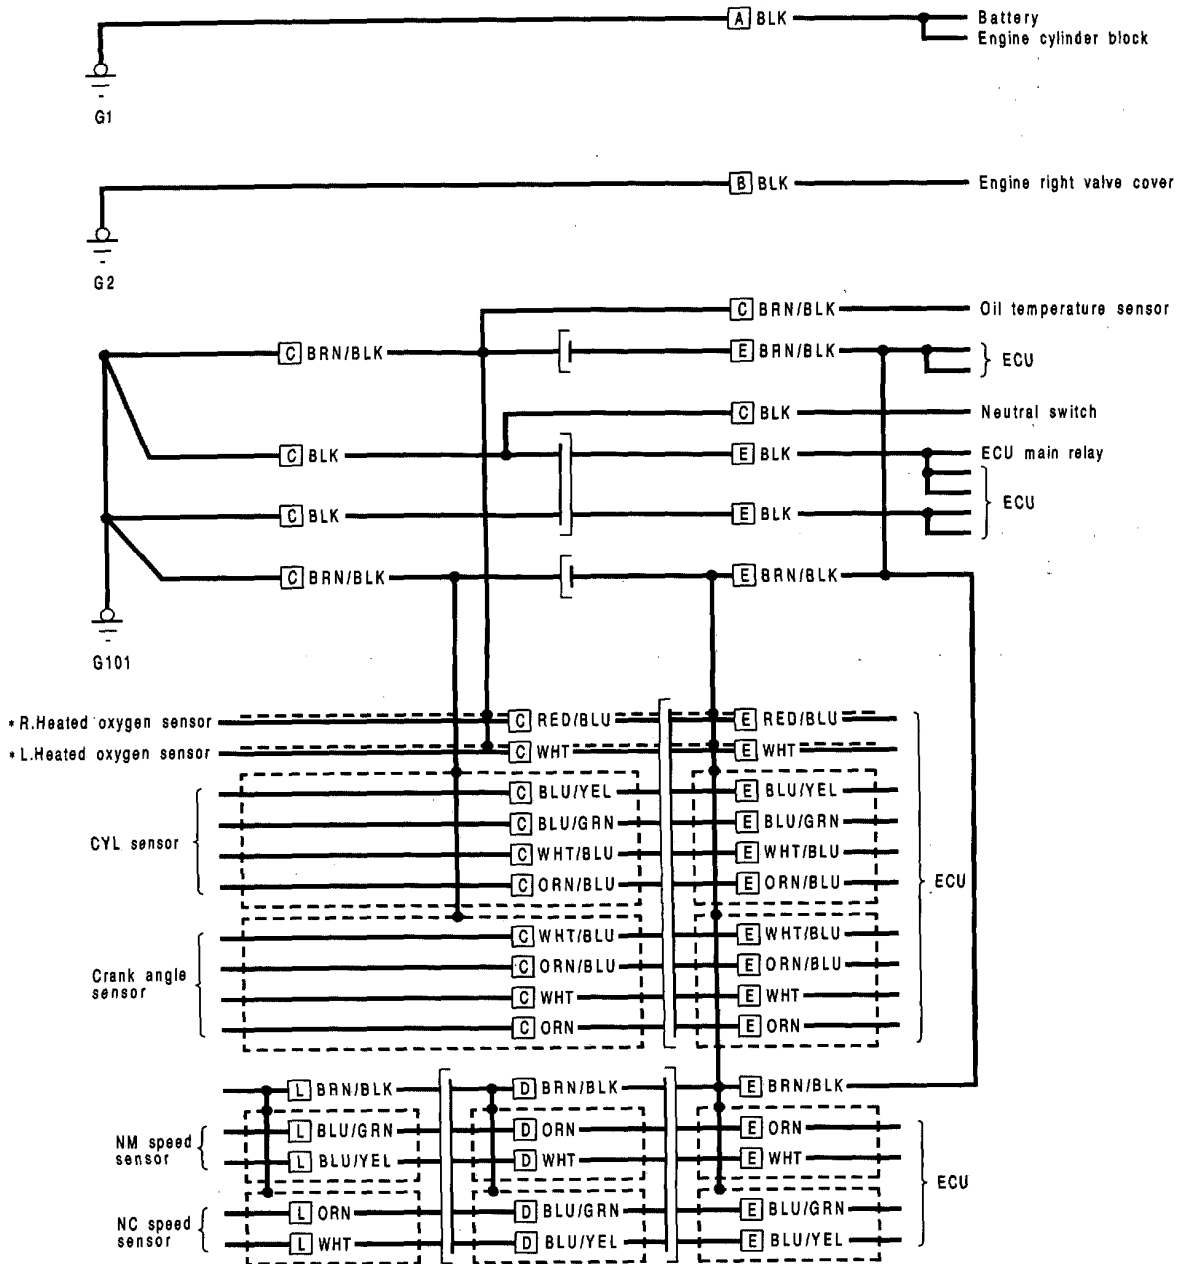 A BLK Battery
Engine cylinder block
G1
B BLK Engine right valve cover
G2
C BRN/BLK Oil temperature sensor
C BRN/BLK E BRN/BLK ECU
C BLK Neutral switch
C BLK E BLK ECU main relay
ECU
C BLK E BLK
C BRN/BLK E BRN/BLK
G101
*R.Heated oxygen sensor C RED/BLU E RED/BLU
*L.Heated oxygen sensor C WHT E WHT
C BLU/YEL E BLU/YEL
C BLU/GRN E BLU/GRN
CYL sensor
C WHT/BLU E WHT/BLU
C ORN/BLU E ORN/BLU
ECU
C WHT/BLU E WHT/BLU
C ORN/BLU E ORN/BLU
Crank angle
sensor
C WHT E WHT
C ORN E ORN
L BRN/BLK D BRN/BLK E BRN/BLK
L BLU/GRN D ORN E ORN
NM speed
sensor
L BLU/YEL D WHT E WHT
ECU
L ORN D BLU/GRN E BLU/GRN
NC speed
sensor
L WHT D BLU/YEL E BLU/YEL